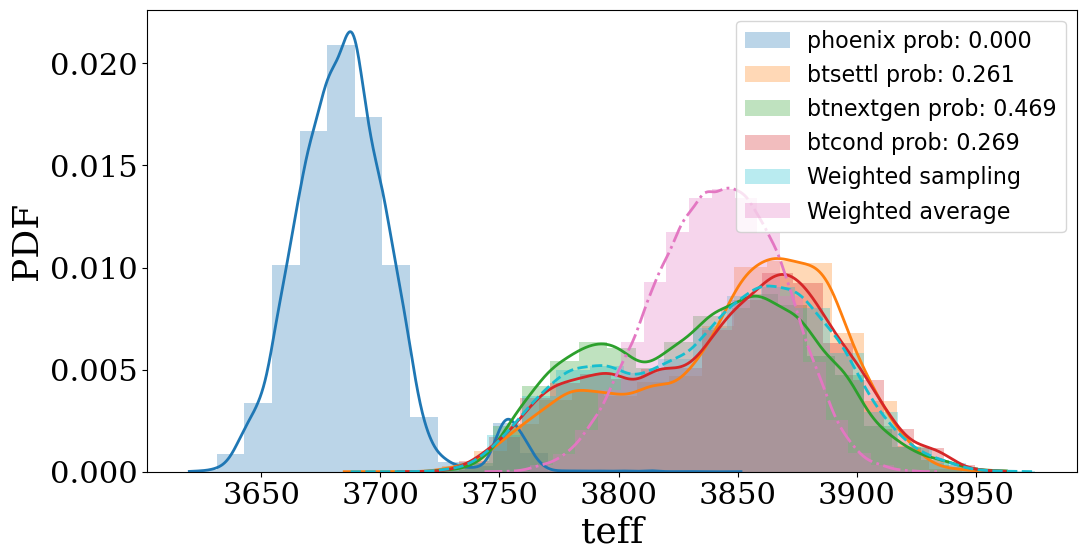 PDF
0.020
0.015
0.010
0.005
0.000
phoenix prob: 0.000
btsettl prob: 0.261
btnextgen prob: 0.469
btcond prob: 0.269
Weighted sampling
Weighted average
3650 3700 3750 3800 3850 3900 3950
teff